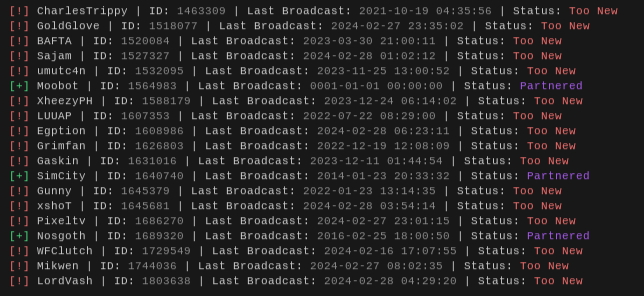 [!] CharlesTrippy | ID: 1463309 | Last Broadcast: 2021-10-19 04:35:56 | Status: Too New
[!] GoldGlove | ID: 1518077 | Last Broadcast: 2024-02-27 23:35:02 | Status: Too New
[!] BAFTA | ID: 1520084 | Last Broadcast: 2023-03-30 21:00:11 | Status: Too New
[!] Sajam | ID: 1527327 | Last Broadcast: 2024-02-28 01:02:12 | Status: Too New
[!] umutc4n | ID: 1532095 | Last Broadcast: 2023-11-25 13:00:52 | Status: Too New
[+] Moobot | ID: 1564983 | Last Broadcast: 0001-01-01 00:00:00 | Status: Partnered
[!] XheezyPH | ID: 1588179 | Last Broadcast: 2023-12-24 06:14:02 | Status: Too New
[!] LUUAP | ID: 1607353 | Last Broadcast: 2022-07-22 08:29:00 | Status: Too New
[!] Egption | ID: 1608986 | Last Broadcast: 2024-02-28 06:23:11 | Status: Too New
[!] Grimfan | ID: 1626803 | Last Broadcast: 2022-12-19 12:08:09 | Status: Too New
[!] Gaskin | ID: 1631016 | Last Broadcast: 2023-12-11 01:44:54 | Status: Too New
[+] SimCity | ID: 1640740 | Last Broadcast: 2014-01-23 20:33:32 | Status: Partnered
[!] Gunny | ID: 1645379 | Last Broadcast: 2022-01-23 13:14:35 | Status: Too New
[!] xshoT | ID: 1645681 | Last Broadcast: 2024-02-28 03:54:14 | Status: Too New
[!] Pixeltv | ID: 1686270 | Last Broadcast: 2024-02-27 23:01:15 | Status: Too New
[+] Nosgoth | ID: 1689320 | Last Broadcast: 2016-02-25 18:00:50 | Status: Partnered
[!] WFClutch | ID: 1729549 | Last Broadcast: 2024-02-16 17:07:55 | Status: Too New
[!] Mikwen | ID: 1744036 | Last Broadcast: 2024-02-27 08:02:35 | Status: Too New
[!] LordVash | ID: 1803638 | Last Broadcast: 2024-02-28 04:29:20 | Status: Too New